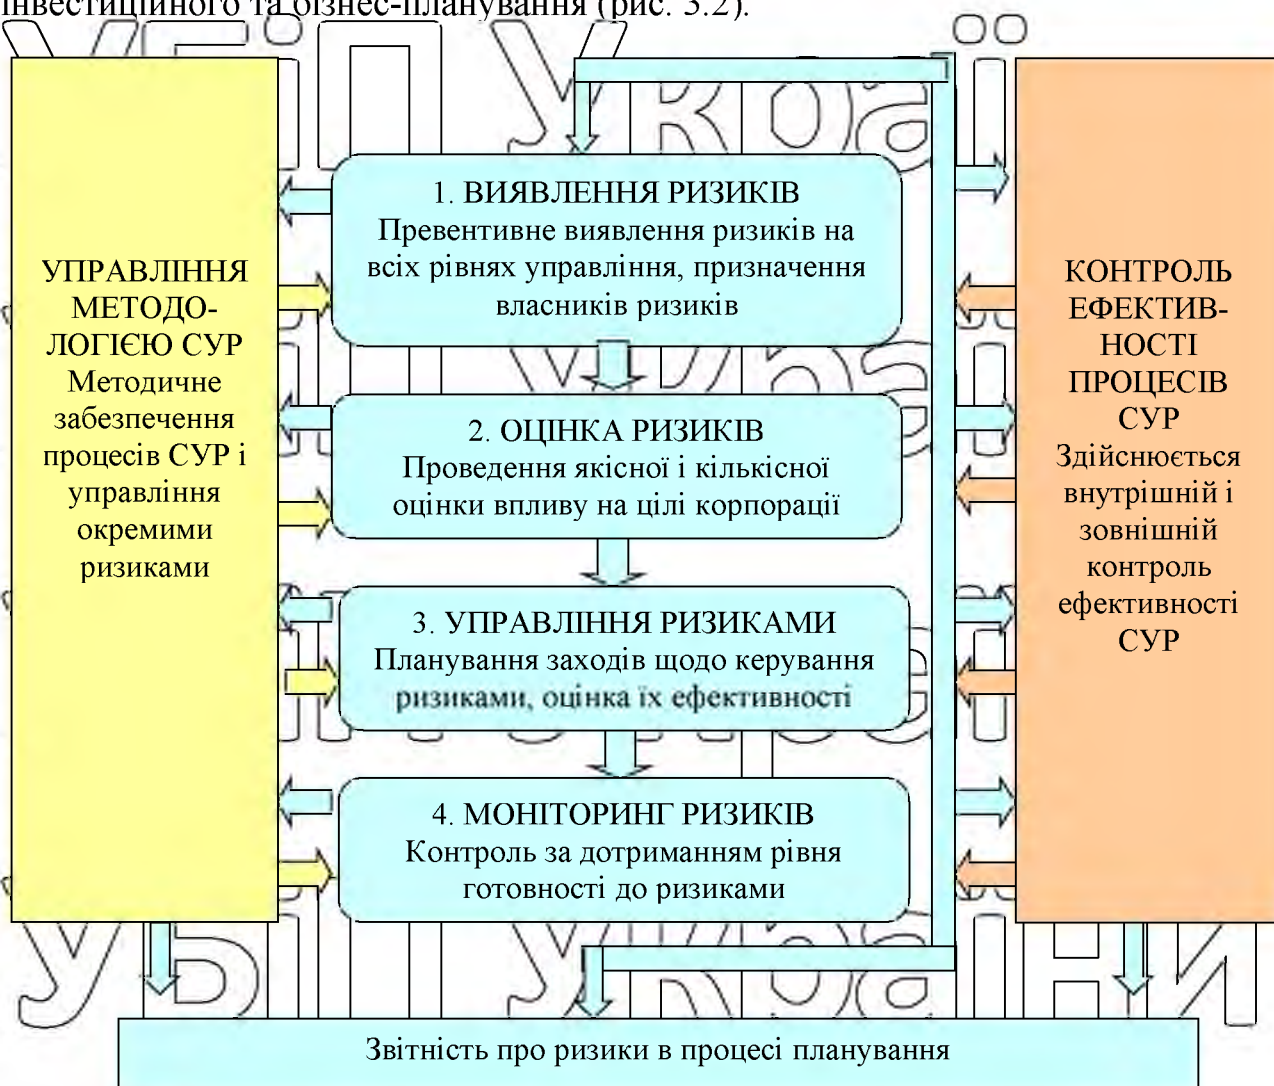 інвестиційного та бізнес-планування (рис. 3.2).
УПРАВЛІННЯ
МЕТОДО-
ЛОГІЄЮ СУР
Методичне
забезпечення
процесів СУР і
управління
окремими
ризиками
1. ВИЯВЛЕННЯ РИЗИКІВ
Превентивне виявлення ризиків на
всіх рівнях управління, призначення
власників ризиків
2. ОЦІНКА РИЗИКІВ
Проведення якісної і кількісної
оцінки впливу на цілі корпорації
3. УПРАВЛІННЯ РИЗИКАМИ
Планування заходів щодо керування
ризиками, оцінка їх ефективності
4. МОНІТОРИНГ РИЗИКІВ
Контроль за дотриманням рівня
готовності до ризиками
КОНТРОЛЬ
ЕФЕКТИВ-
НОСТІ
ПРОЦЕСІВ
СУР
Здійснюється
внутрішній і
зовнішній
контроль
ефективності
СУР
Звітність про ризики в процесі планування